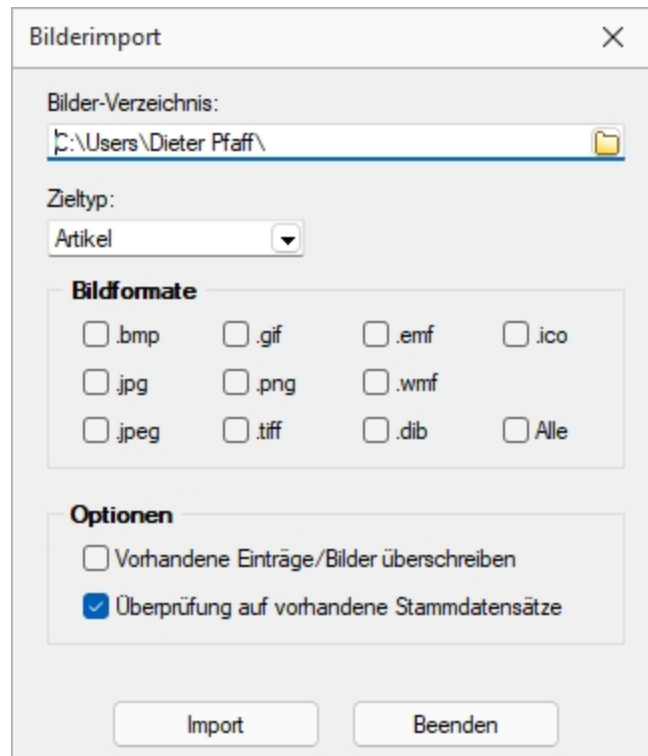 Bilderimport
Bilder-Verzeichnis:
C:\Users\Dieter Pfaff\
Zieltyp:
Artikel
Bildformate
.bmp .gif .emf .ico
.jpg .png .wmf
.jpeg .tiff .dib Alle
Optionen
Vorhandene Einträge/Bilder überschreiben
Überprüfung auf vorhandene Stammdatensätze
Import Beenden